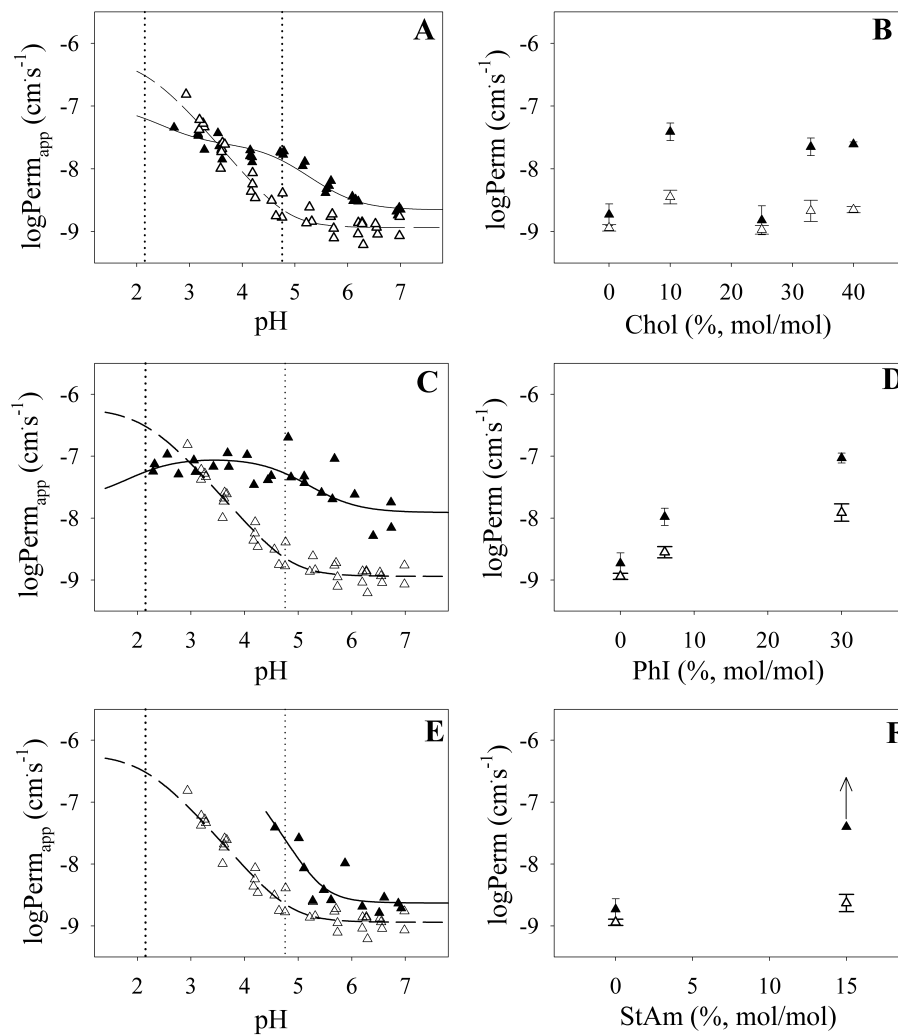 A
-6
-7
-8
-9
logPerm_app (cm·s⁻¹)
2 3 4 5 6 7
pH
B
-6
-7
-8
-9
logPerm (cm·s⁻¹)
0 10 20 30 40
Chol (%, mol/mol)
C
-6
-7
-8
-9
logPerm_app (cm·s⁻¹)
2 3 4 5 6 7
pH
D
-6
-7
-8
-9
logPerm (cm·s⁻¹)
0 10 20 30
PhI (%, mol/mol)
E
-6
-7
-8
-9
logPerm_app (cm·s⁻¹)
2 3 4 5 6 7
pH
F
-6
-7
-8
-9
logPerm (cm·s⁻¹)
0 5 10 15
StAm (%, mol/mol)